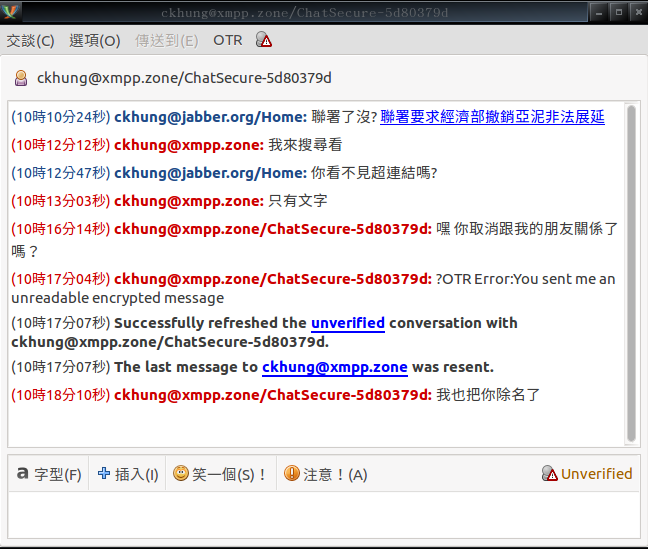 ckhung@xmpp.zone/ChatSecure-5d80379d
交談(C) 選項(O) 傳送到(E) OTR
ckhung@xmpp.zone/ChatSecure-5d80379d
(10時10分24秒) ckhung@jabber.org/Home: 聯署了沒? 聯署要求經濟部撤銷亞泥非法展延
(10時12分12秒) ckhung@xmpp.zone: 我來搜尋看
(10時12分47秒) ckhung@jabber.org/Home: 你看不見超連結嗎?
(10時13分03秒) ckhung@xmpp.zone: 只有文字
(10時16分14秒) ckhung@xmpp.zone/ChatSecure-5d80379d: 嘿 你取消跟我的朋友關係了
嗎？
(10時17分04秒) ckhung@xmpp.zone/ChatSecure-5d80379d: ?OTR Error:You sent me an
unreadable encrypted message
(10時17分07秒) Successfully refreshed the unverified conversation with
ckhung@xmpp.zone/ChatSecure-5d80379d.
(10時17分07秒) The last message to ckhung@xmpp.zone was resent.
(10時18分10秒) ckhung@xmpp.zone/ChatSecure-5d80379d: 我也把你除名了
a 字型(F) 插入(I) 笑一個(S)！ 注意！(A) Unverified